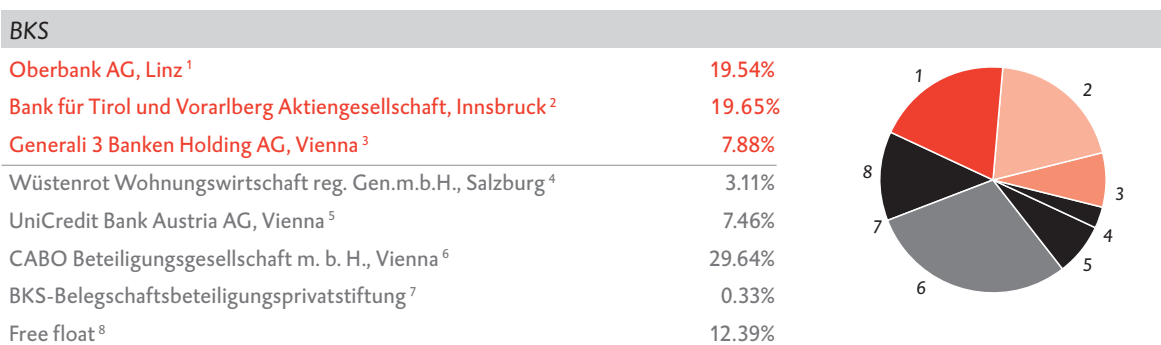 BKS
Oberbank AG, Linz 1 19.54%
Bank für Tirol und Vorarlberg Aktiengesellschaft, Innsbruck 2 19.65%
Generali 3 Banken Holding AG, Vienna 3 7.88%
Wüstenrot Wohnungswirtschaft reg. Gen.m.b.H., Salzburg 4 3.11%
UniCredit Bank Austria AG, Vienna 5 7.46%
CABO Beteiligungsgesellschaft m. b. H., Vienna 6 29.64%
BKS-Belegschaftsbeteiligungsprivatstiftung 7 0.33%
Free float 8 12.39%
1
2
3
4
5
6
7
8